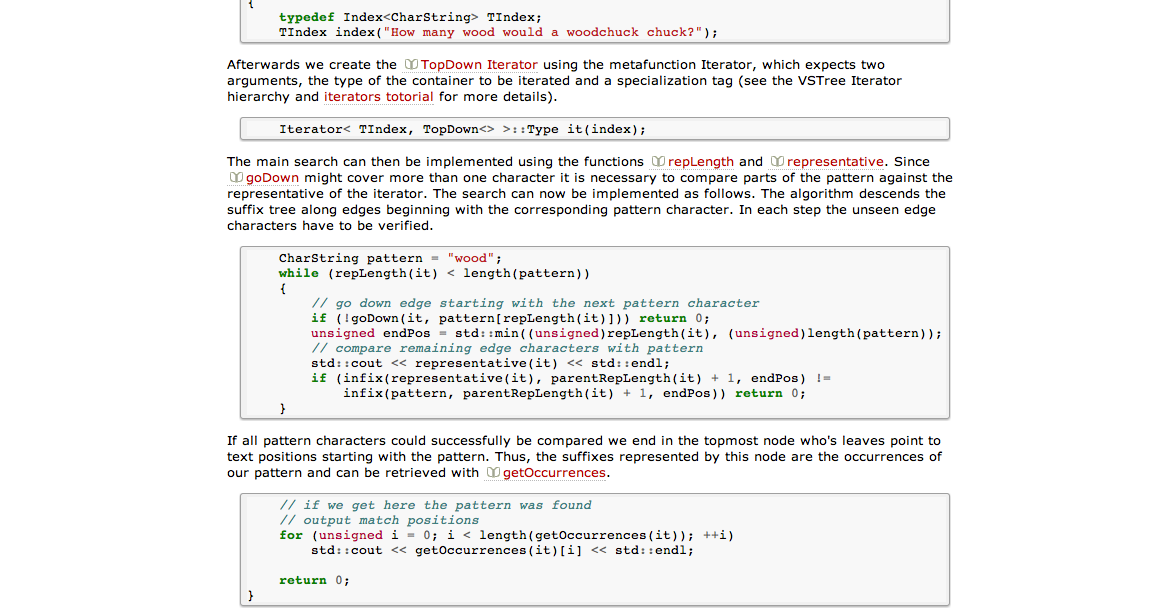 {
typedef Index<CharString> TIndex;
TIndex index("How many wood would a woodchuck chuck?");
Afterwards we create the TopDown Iterator using the metafunction Iterator, which expects two
arguments, the type of the container to be iterated and a specialization tag (see the VSTree Iterator
hierarchy and iterators totorial for more details).
Iterator< TIndex, TopDown<> >::Type it(index);
The main search can then be implemented using the functions repLength and representative. Since
goDown might cover more than one character it is necessary to compare parts of the pattern against the
representative of the iterator. The search can now be implemented as follows. The algorithm descends the
suffix tree along edges beginning with the corresponding pattern character. In each step the unseen edge
characters have to be verified.
CharString pattern = "wood";
while (repLength(it) < length(pattern))
{
// go down edge starting with the next pattern character
if (!goDown(it, pattern[repLength(it)])) return 0;
unsigned endPos = std::min((unsigned)repLength(it), (unsigned)length(pattern));
// compare remaining edge characters with pattern
std::cout << representative(it) << std::endl;
if (infix(representative(it), parentRepLength(it) + 1, endPos) !=
infix(pattern, parentRepLength(it) + 1, endPos)) return 0;
}
If all pattern characters could successfully be compared we end in the topmost node who's leaves point to
text positions starting with the pattern. Thus, the suffixes represented by this node are the occurrences of
our pattern and can be retrieved with getOccurrences.
// if we get here the pattern was found
// output match positions
for (unsigned i = 0; i < length(getOccurrences(it)); ++i)
std::cout << getOccurrences(it)[i] << std::endl;
return 0;
}